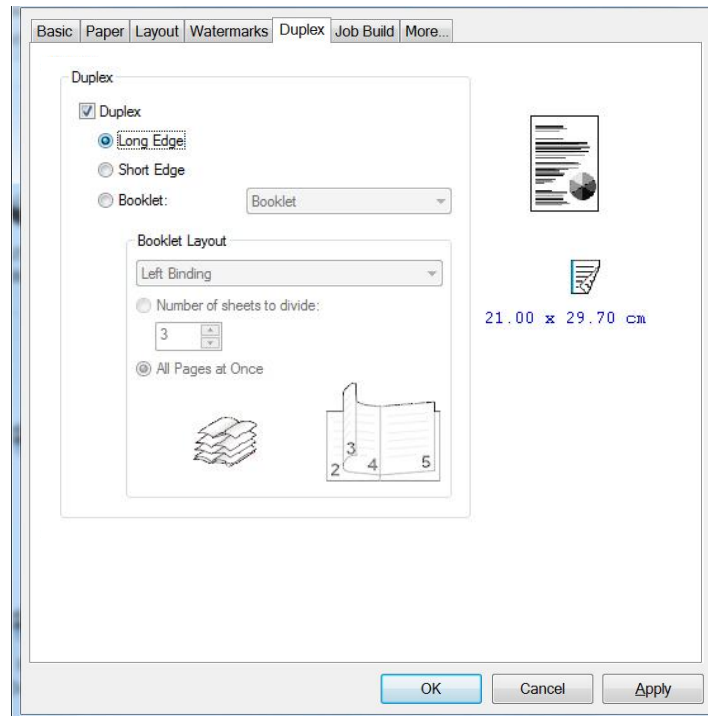 Basic Paper Layout Watermarks Duplex Job Build More...
Duplex
Duplex
Long Edge
Short Edge
Booklet: Booklet
Booklet Layout
Left Binding
Number of sheets to divide:
3
21.00 x 29.70 cm
All Pages at Once
2 3 4 5
OK Cancel Apply